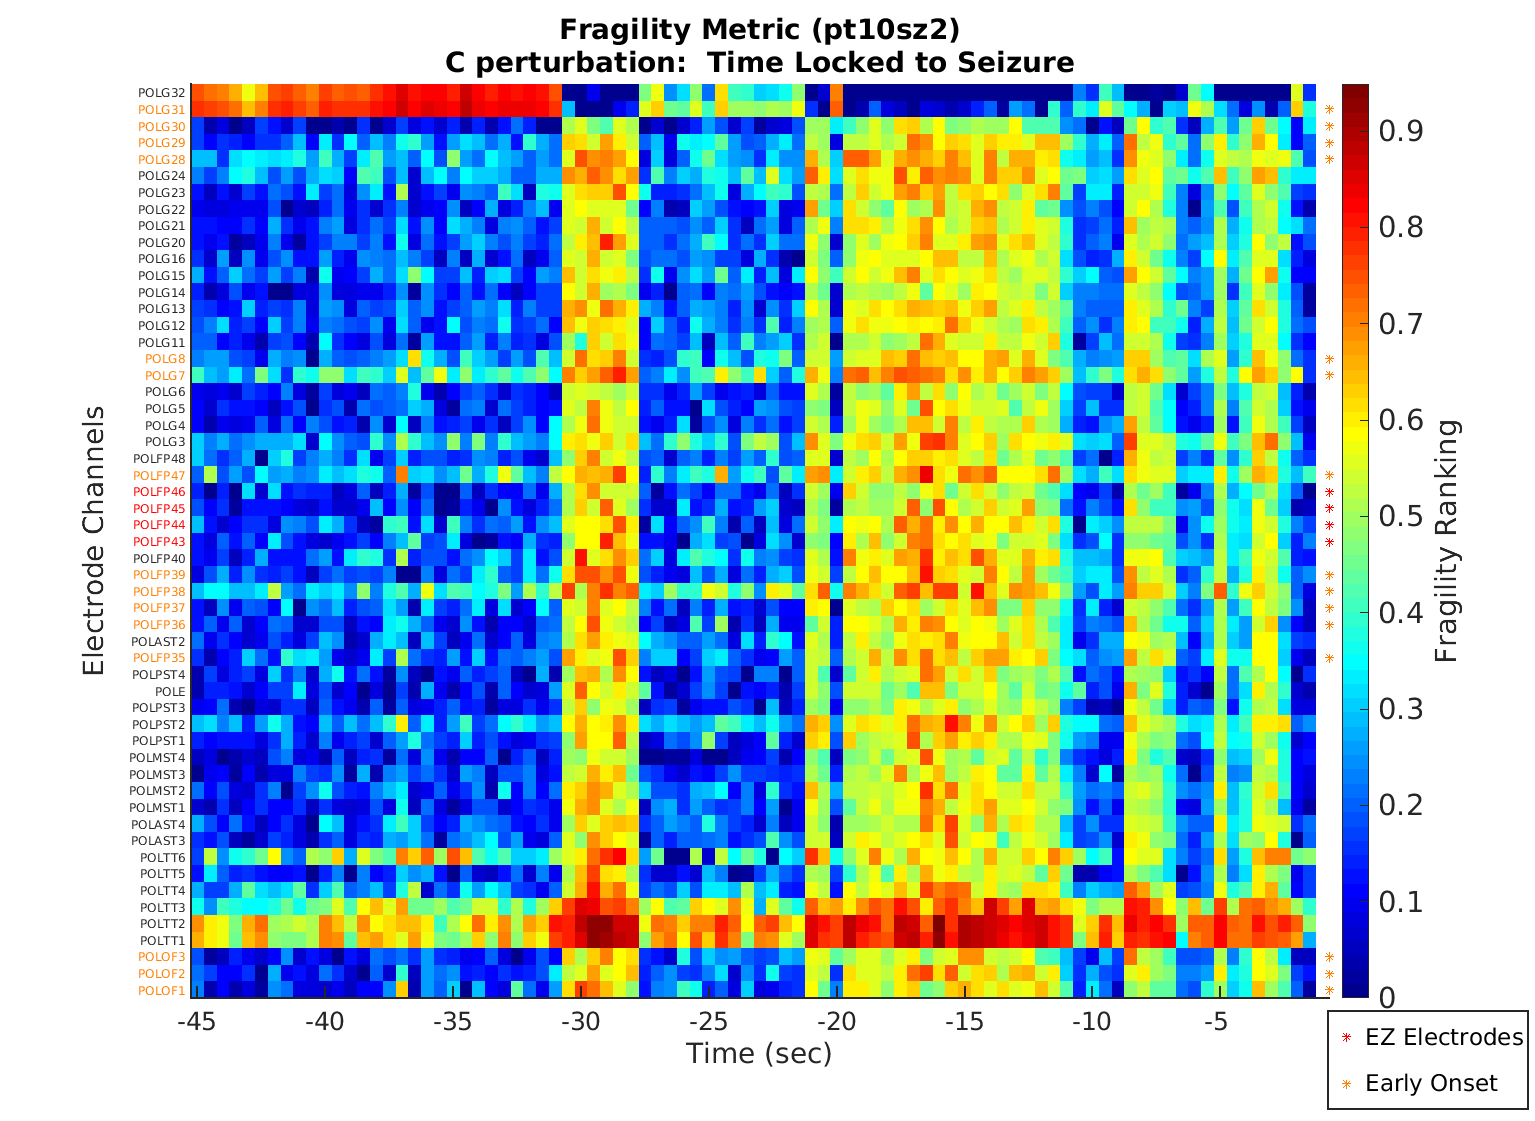 Fragility Metric (pt10sz2)
C perturbation:  Time Locked to Seizure
Electrode Channels
POLG32
POLG31
POLG30
POLG29
POLG28
POLG24
POLG23
POLG22
POLG21
POLG20
POLG16
POLG15
POLG14
POLG13
POLG12
POLG11
POLG8
POLG7
POLG6
POLG5
POLG4
POLG3
POLFP48
POLFP47
POLFP46
POLFP45
POLFP44
POLFP43
POLFP40
POLFP39
POLFP38
POLFP37
POLFP36
POLAST2
POLFP35
POLPST4
POLE
POLPST3
POLPST2
POLPST1
POLMST4
POLMST3
POLMST2
POLMST1
POLAST4
POLAST3
POLTT6
POLTT5
POLTT4
POLTT3
POLTT2
POLTT1
POLOF3
POLOF2
POLOF1
-45 -40 -35 -30 -25 -20 -15 -10 -5
Time (sec)
0.9
0.8
0.7
0.6
0.5
0.4
0.3
0.2
0.1
0
Fragility Ranking
EZ Electrodes
Early Onset